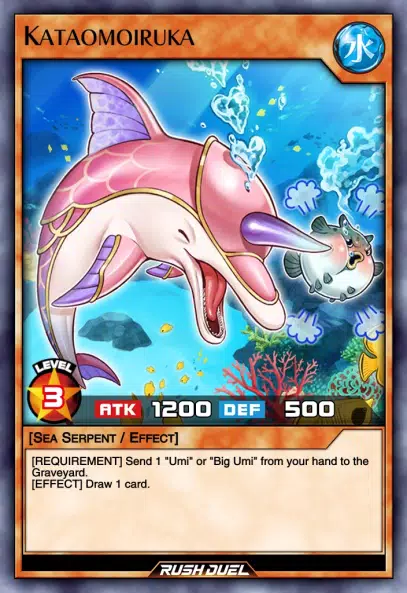 KATAOMOIRUKA
水
LEVEL
3
ATK 1200 DEF 500
[SEA SERPENT / EFFECT]
[REQUIREMENT] Send 1 "Umi" or "Big Umi" from your hand to the
Graveyard.
[EFFECT] Draw 1 card.
RUSH DUEL